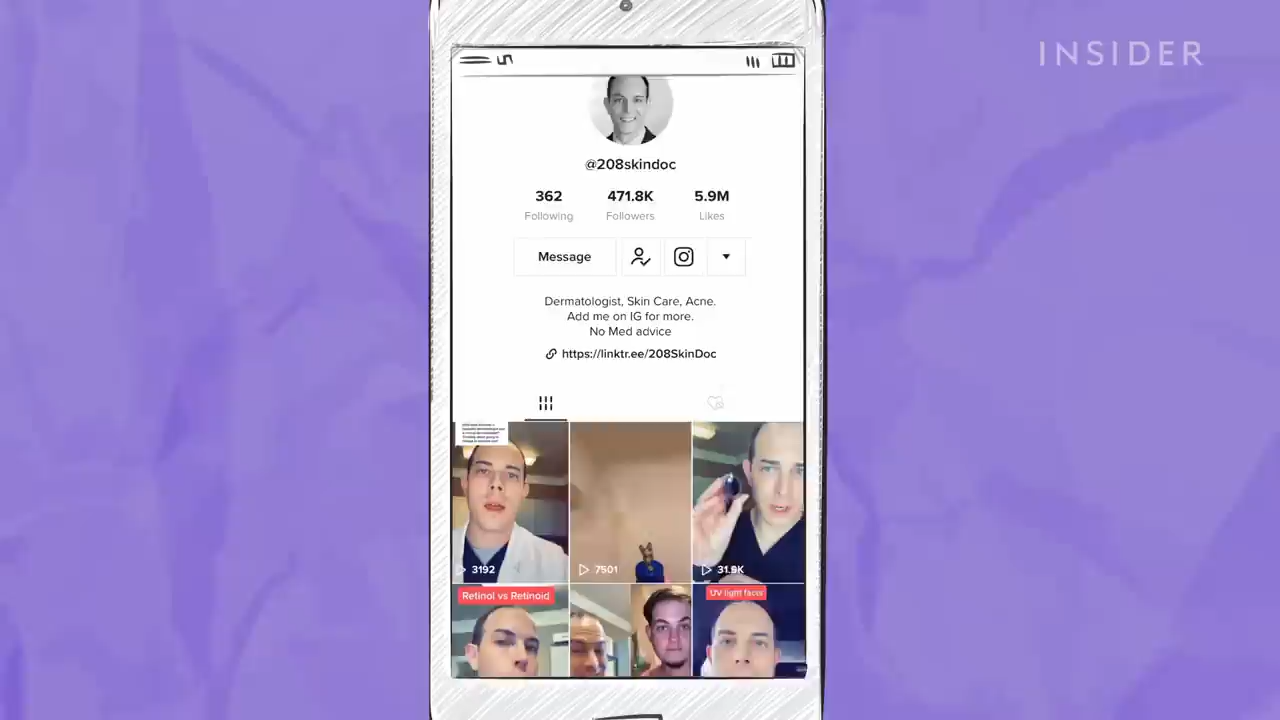 INSIDER
@208skindoc
362 471.8K 5.9M
Following Followers Likes
Message
Dermatologist, Skin Care, Acne.
Add me on IG for more.
No Med advice
https://linktr.ee/208SkinDoc
3192 7501 31.9K
Retinol vs Retinoid
UV light facts